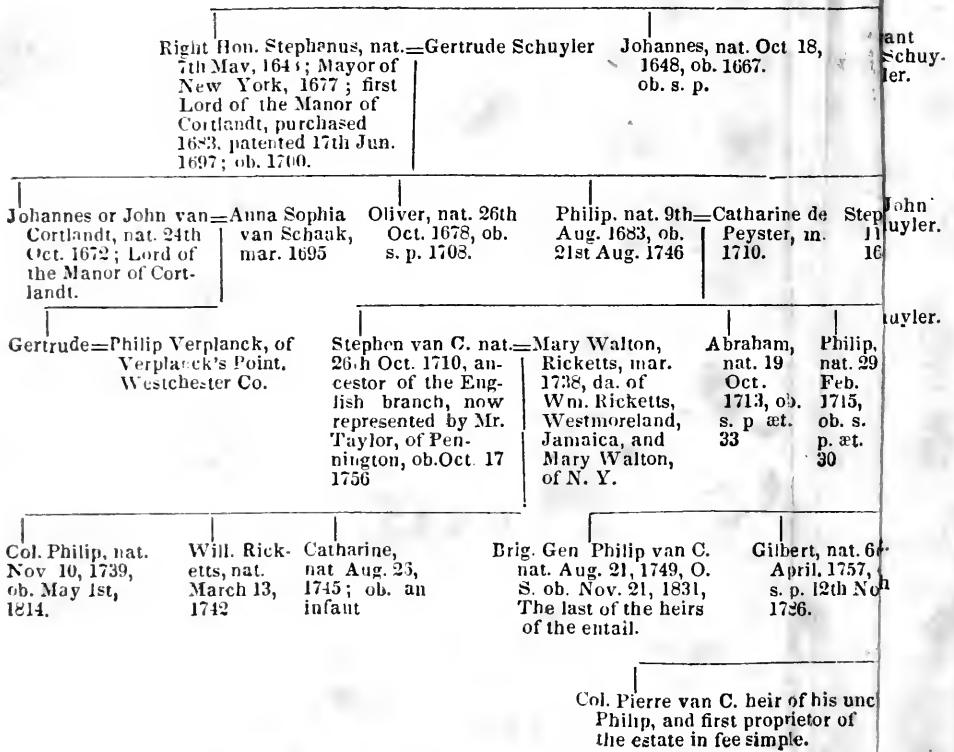 Right Hon. Stephanus, nat.=Gertrude Schuyler
7th May, 1643; Mayor of
New York, 1677; first
Lord of the Manor of
Cortlandt, purchased
1683, patented 17th Jun.
1697; ob. 1700.
Johannes, nat. Oct 18,
1648, ob. 1667.
ob. s. p.
ant
Schuy-
ler.
Johannes or John van=Anna Sophia
Cortlandt, nat. 24th van Schaak,
Oct. 1672; Lord of mar. 1695
the Manor of Cort-
landt.
Oliver, nat. 26th
Oct. 1678, ob.
s. p. 1708.
Philip. nat. 9th=Catharine de
Aug. 1683, ob. Peyster, m.
21st Aug. 1746 1710.
Step
11
16
John
uyler.
Gertrude=Philip Verplanck, of
Verplanck's Point.
Westchester Co.
Stephen van C. nat.=Mary Walton,
26th Oct. 1710, an- Ricketts, mar.
cestor of the Eng- 1738, da. of
lish branch, now Wm. Ricketts,
represented by Mr. Westmoreland,
Taylor, of Pen- Jamaica, and
nington, ob.Oct 17 Mary Walton,
1756 of N. Y.
Abraham,
nat. 19
Oct.
1713, ob.
s. p æt.
33
Philip,
nat. 29
Feb.
1715,
ob. s.
p. æt.
30
uyler.
Col. Philip, nat.
Nov 10, 1739,
ob. May 1st,
1814.
Will. Rick-
etts, nat.
March 13,
1742
Catharine,
nat Aug. 26,
1745; ob. an
infant
Brig. Gen Philip van C.
nat. Aug. 21, 1749, O.
S. ob. Nov. 21, 1831,
The last of the heirs
of the entail.
Gilbert, nat. 6
April, 1757,
s. p. 12th No
1786.
h
Col. Pierre van C. heir of his unc
Philip, and first proprietor of
the estate in fee simple.